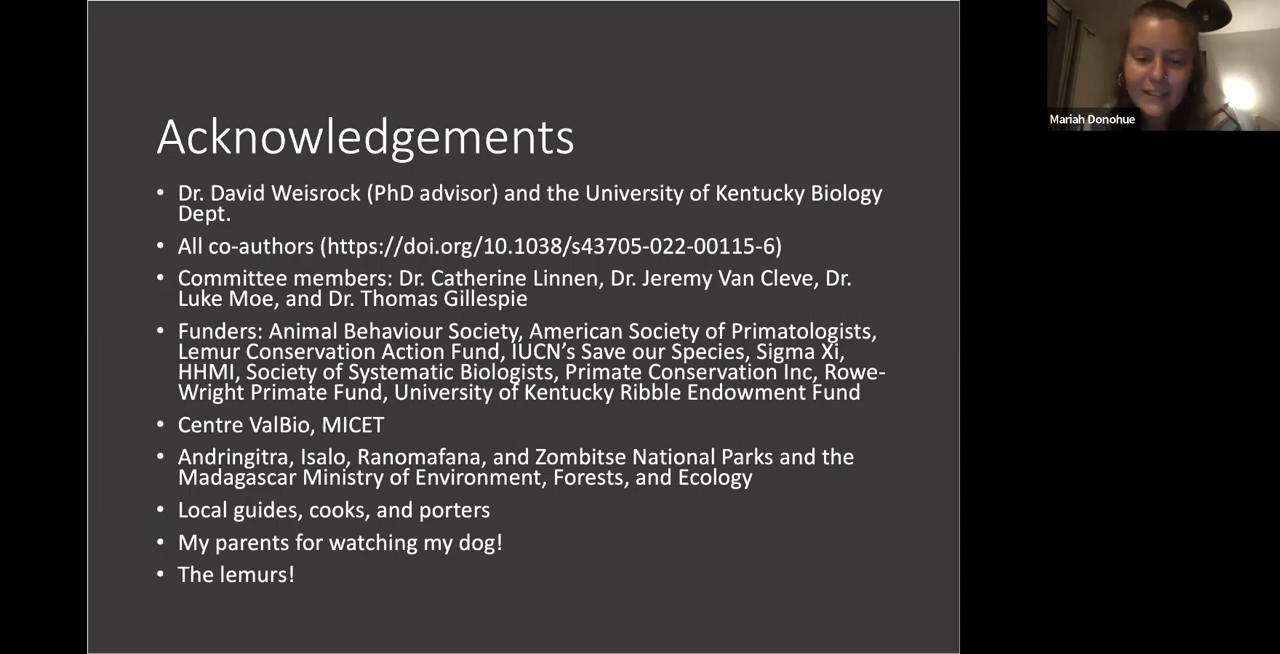 Acknowledgements
• Dr. David Weisrock (PhD advisor) and the University of Kentucky Biology
Dept.
• All co-authors (https://doi.org/10.1038/s43705-022-00115-6)
• Committee members: Dr. Catherine Linnen, Dr. Jeremy Van Cleve, Dr.
Luke Moe, and Dr. Thomas Gillespie
• Funders: Animal Behaviour Society, American Society of Primatologists,
Lemur Conservation Action Fund, IUCN’s Save our Species, Sigma Xi,
HHMI, Society of Systematic Biologists, Primate Conservation Inc, Rowe-
Wright Primate Fund, University of Kentucky Ribble Endowment Fund
• Centre ValBio, MICET
• Andringitra, Isalo, Ranomafana, and Zombitse National Parks and the
Madagascar Ministry of Environment, Forests, and Ecology
• Local guides, cooks, and porters
• My parents for watching my dog!
• The lemurs!
Mariah Donohue